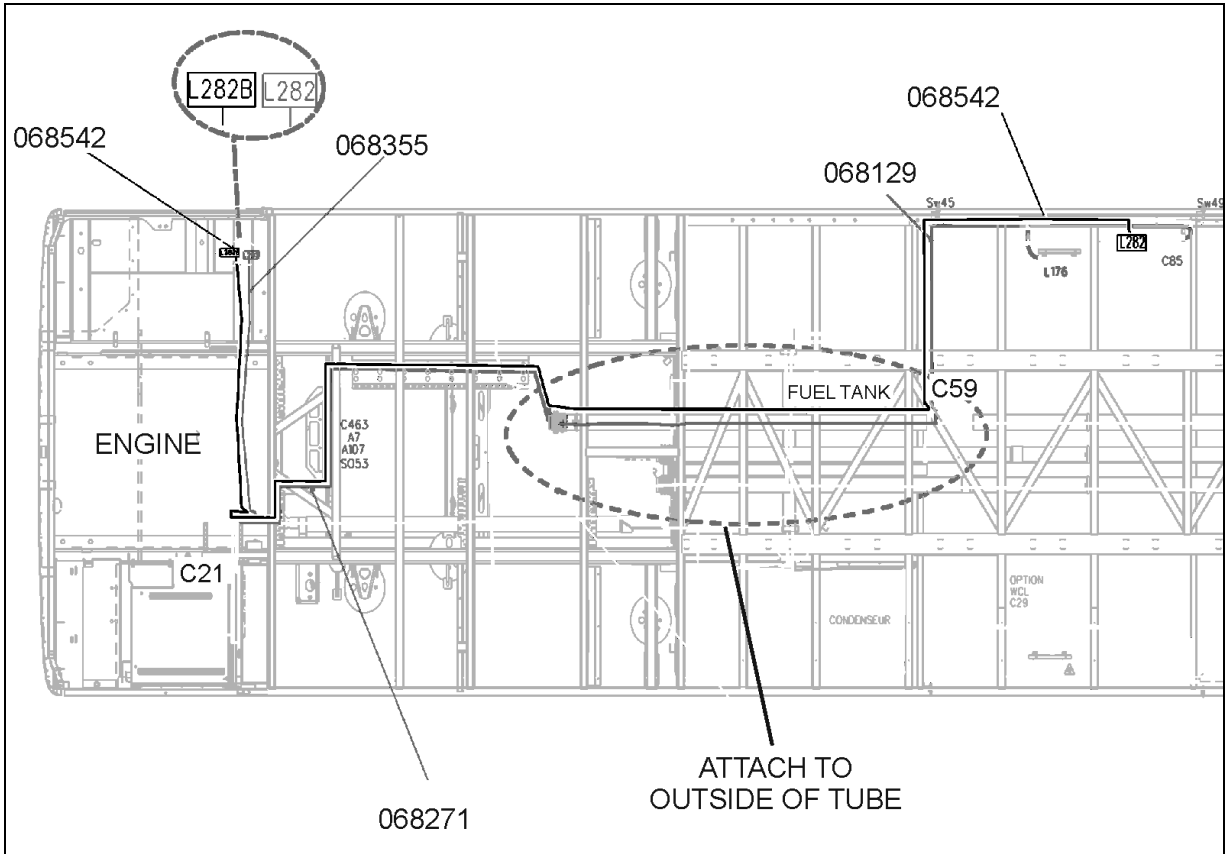 L282B L282
068542
068355
068542
068129
Sw45
Sw49
L282
L176
C85
FUEL TANK
C59
ENGINE
C463
A7
A107
S053
C21
OPTION
WCL
C29
CONDENSEUR
ATTACH TO
OUTSIDE OF TUBE
068271